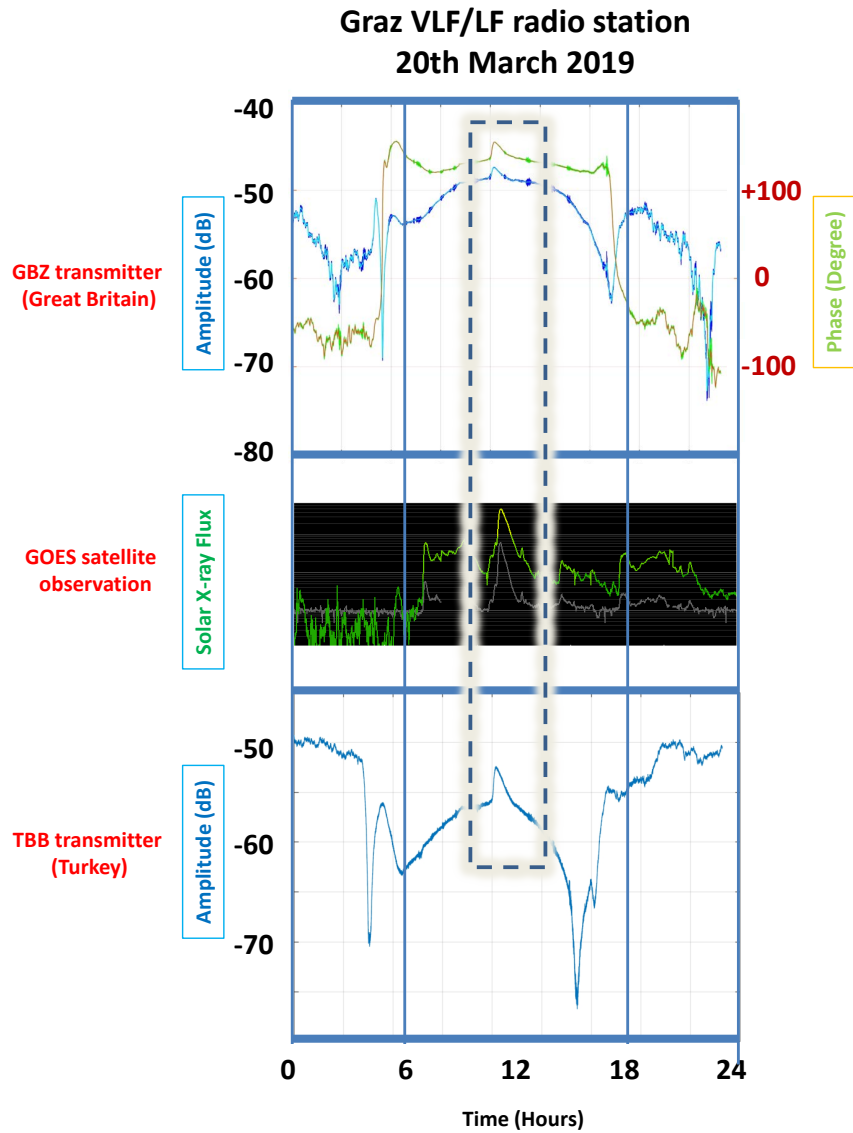 Graz VLF/LF radio station
20th March 2019
-40
-50
-60
-70
-80
+100
0
-100
GBZ transmitter
(Great Britain)
Amplitude (dB)
Phase (Degree)
GOES satellite
observation
Solar X-ray Flux
TBB transmitter
(Turkey)
Amplitude (dB)
-50
-60
-70
0
6
12
18
24
Time (Hours)